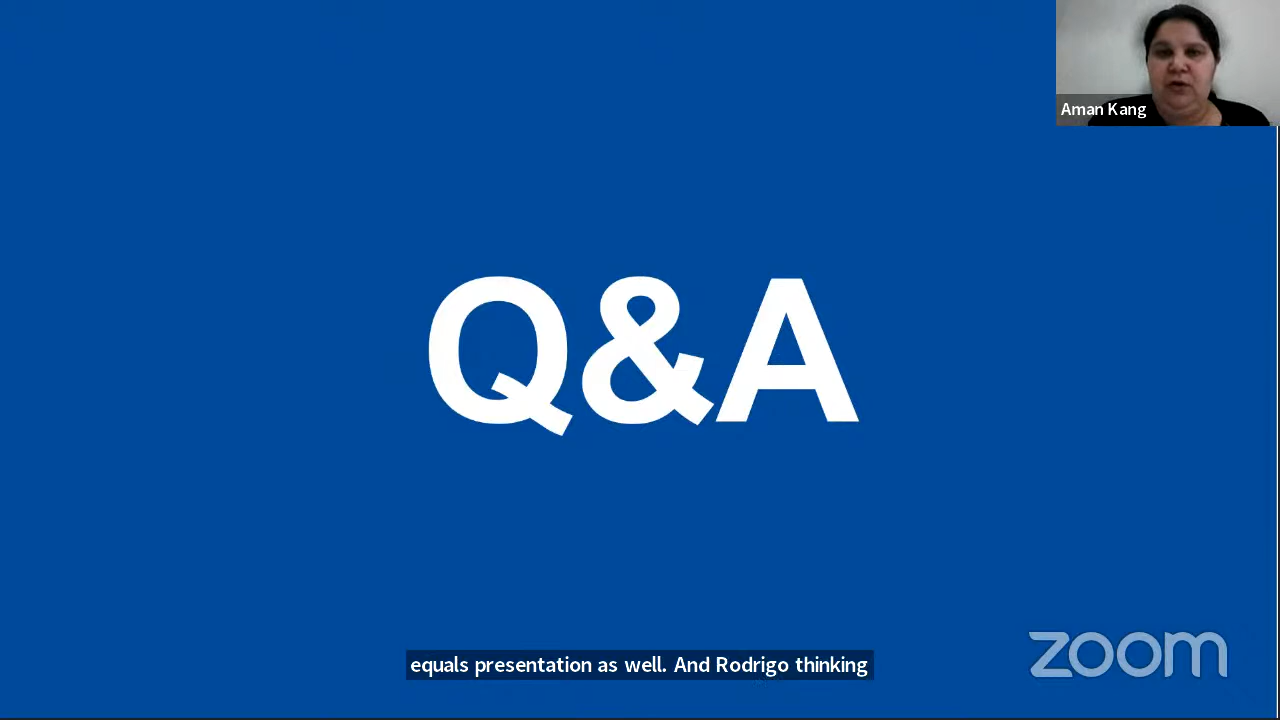 Aman Kang
Q&A
equals presentation as well. And Rodrigo thinking
zoom